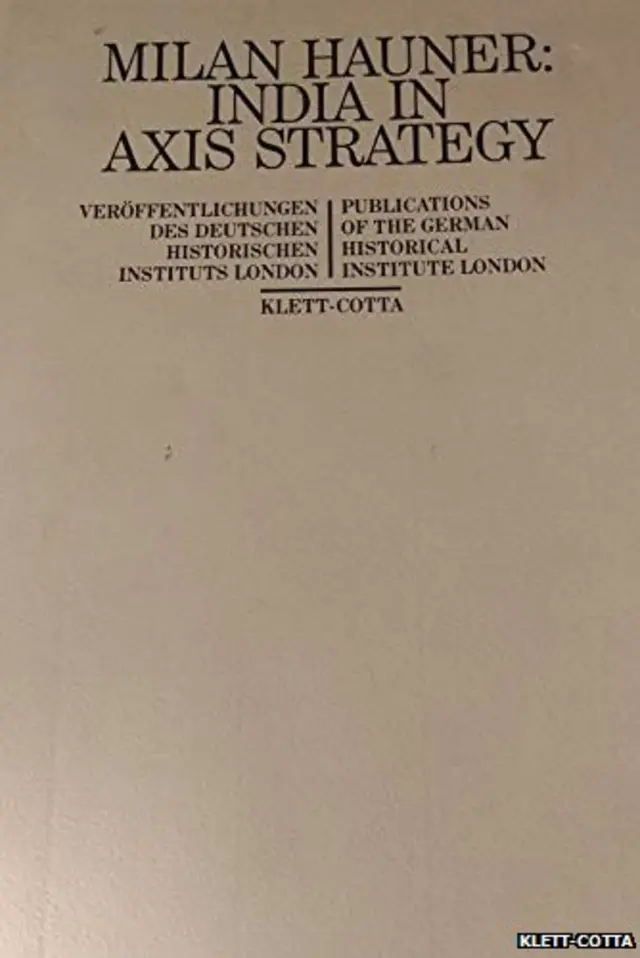 MILAN HAUNER:
INDIA IN
AXIS STRATEGY
VERÖFFENTLICHUNGEN
DES DEUTSCHEN
HISTORISCHEN
INSTITUTS LONDON
PUBLICATIONS
OF THE GERMAN
HISTORICAL
INSTITUTE LONDON
KLETT-COTTA
KLETT-COTTA